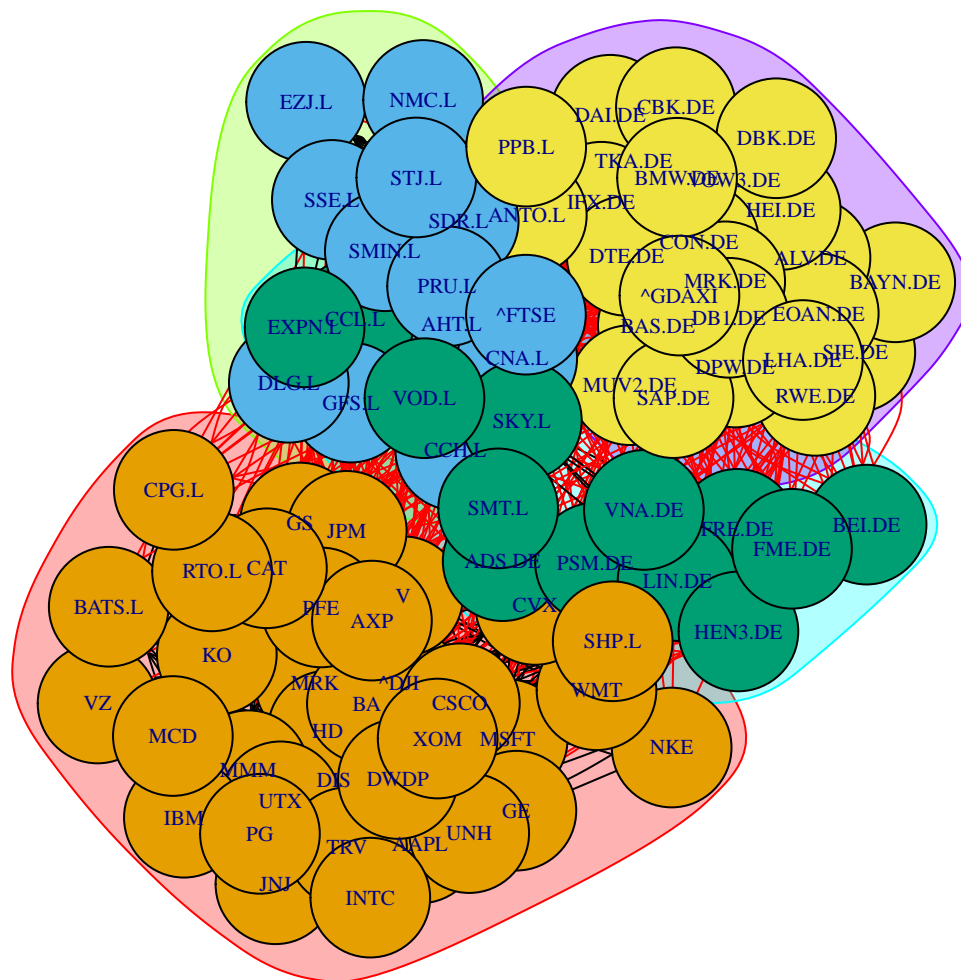 EZJ.L
NMC.L
DAI.DE
CBK.DE
DBK.DE
PPB.L
TKA.DE
BMW.DE
VOW3.DE
STJ.L
SSE.L
SDR.L
ANTO.L
IFX.DE
HEI.DE
SMIN.L
DTE.DE
CON.DE
ALV.DE
MRK.DE
BAYN.DE
PRU.L
^GDAXI
^FTSE
EOAN.DE
CCL.L
EXPN.L
AHT.L
BAS.DE
DB1.DE
CNA.L
DPW.DE
LHA.DE
SIE.DE
DLG.L
GFS.L
VOD.L
MUV2.DE
SAP.DE
RWE.DE
SKY.L
CCH.L
CPG.L
SMT.L
VNA.DE
GS
JPM
FRE.DE
BEI.DE
FME.DE
RTO.L
CAT
ADS.DE
PSM.DE
LIN.DE
BATS.L
PFE
V
CVX
AXP
SHP.L
HEN3.DE
KO
MRK
^DJI
WMT
VZ
BA
CSCO
MCD
HD
XOM
MSFT
NKE
MMM
DIS
DWDP
UTX
IBM
PG
GE
UNH
TRV
AAPL
JNJ
INTC